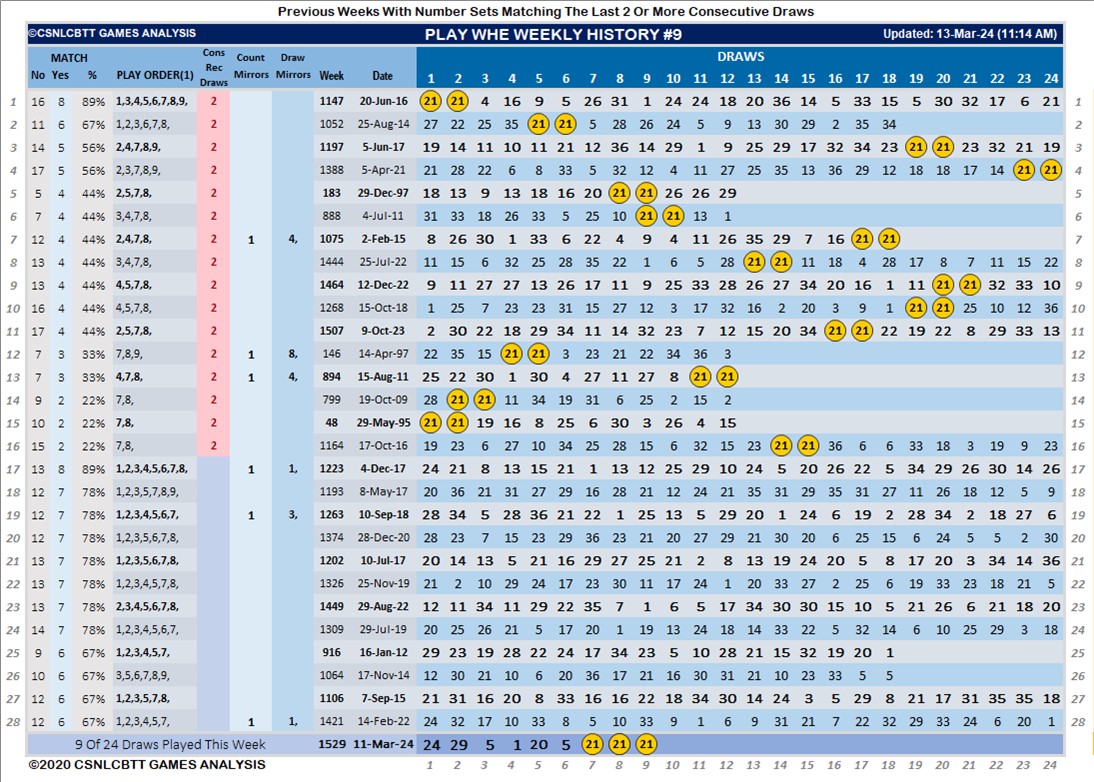 Previous Weeks With Number Sets Matching The Last 2 Or More Consecutive Draws
©CSNLCBTT GAMES ANALYSIS PLAY WHE WEEKLY HISTORY #9 Updated: 13-Mar-24 (11:14 AM)
MATCH Cons Rec Draws Count Mirrors Draw Mirrors DRAWS
No Yes % PLAY ORDER(1) Week Date 1 2 3 4 5 6 7 8 9 10 11 12 13 14 15 16 17 18 19 20 21 22 23 24
1 16 8 89% 1,3,4,5,6,7,8,9, 2 1147 20-Jun-16 21 21 4 16 9 5 26 31 1 24 24 18 20 36 14 5 33 15 5 30 32 17 6 21 1
2 11 6 67% 1,2,3,6,7,8, 2 1052 25-Aug-14 27 22 25 35 21 21 5 28 26 24 5 9 13 30 29 2 35 34 2
3 14 5 56% 2,4,7,8,9, 2 1197 5-Jun-17 19 14 11 10 11 21 12 36 14 29 1 9 25 29 17 32 34 23 21 21 23 32 21 19 3
4 17 5 56% 2,3,7,8,9, 2 1388 5-Apr-21 21 28 22 6 8 33 5 32 12 4 11 27 25 35 13 36 29 12 18 18 17 14 21 21 4
5 5 4 44% 2,5,7,8, 2 183 29-Dec-97 18 13 9 13 18 16 20 21 21 26 26 29 5
6 7 4 44% 3,4,7,8, 2 888 4-Jul-11 31 33 18 26 33 5 25 10 21 21 13 1 6
7 12 4 44% 2,4,7,8, 2 1 4, 1075 2-Feb-15 8 26 30 1 33 6 22 4 9 4 11 26 35 29 7 16 21 21 7
8 13 4 44% 3,4,7,8, 2 1444 25-Jul-22 11 15 6 32 25 28 35 22 1 6 5 28 21 21 11 18 4 28 17 8 7 11 15 22 8
9 13 4 44% 4,5,7,8, 2 1464 12-Dec-22 9 11 27 27 13 26 17 11 9 25 33 28 26 27 34 20 16 1 11 21 21 32 33 10 9
10 16 4 44% 4,5,7,8, 2 1268 15-Oct-18 1 25 7 23 23 31 15 27 10 12 3 17 32 16 2 20 3 9 1 21 21 25 10 12 36 10
11 17 4 44% 2,5,7,8, 2 1507 9-Oct-23 2 30 22 18 29 34 11 14 32 23 7 12 15 20 34 21 21 22 19 22 8 29 33 13 11
12 7 3 33% 7,8,9, 2 1 8, 146 14-Apr-97 22 35 15 21 21 3 23 21 22 34 36 3 12
13 7 3 33% 4,7,8, 2 1 4, 894 15-Aug-11 25 22 30 1 30 4 27 11 27 8 21 21 13
14 9 2 22% 7,8, 2 799 19-Oct-09 28 21 21 11 34 19 31 6 25 2 15 2 14
15 10 2 22% 7,8, 2 48 29-May-95 21 21 19 16 8 25 6 30 3 26 4 15 15
16 15 2 22% 7,8, 2 1164 17-Oct-16 19 23 6 27 10 34 25 28 15 6 32 15 23 21 21 36 6 6 33 18 3 19 9 23 16
17 13 8 89% 1,2,3,4,5,6,7,8, 1 1, 1223 4-Dec-17 24 21 8 13 15 21 1 13 12 25 29 10 24 5 20 26 22 5 34 29 26 30 14 26 17
18 12 7 78% 1,2,3,5,7,8,9, 1193 8-May-17 20 36 21 31 27 29 16 28 21 12 24 21 35 31 29 35 31 27 11 26 18 12 5 9 18
19 12 7 78% 1,2,3,4,5,6,7, 1 3, 1263 10-Sep-18 28 34 5 28 36 21 22 1 25 13 5 29 20 1 24 6 19 2 28 34 2 18 27 6 19
20 12 7 78% 1,2,3,5,6,7,8, 1374 28-Dec-20 28 23 7 15 23 29 36 23 21 20 27 29 21 30 20 6 25 15 6 24 5 5 2 30 20
21 13 7 78% 1,2,3,5,6,7,8, 1202 10-Jul-17 20 14 13 5 21 16 29 27 25 21 2 8 13 19 14 24 20 5 8 17 20 3 34 14 36 21
22 13 7 78% 1,2,3,4,5,7,8, 1326 25-Nov-19 21 2 10 29 24 17 23 30 11 17 24 1 20 33 27 2 25 6 19 33 23 18 21 5 22
23 13 7 78% 2,3,4,5,6,7,8, 1449 29-Aug-22 12 11 34 11 29 22 35 7 1 6 5 17 34 30 30 15 10 5 21 26 6 21 18 20 23
24 14 7 78% 1,2,3,4,5,6,7, 1309 29-Jul-19 20 25 26 21 5 17 20 1 19 13 24 18 14 33 22 5 32 14 6 10 25 29 3 18 24
25 9 6 67% 1,2,3,4,5,7, 916 16-Jan-12 29 23 19 28 22 24 17 34 23 5 10 28 21 15 32 19 20 1 25
26 10 6 67% 3,5,6,7,8,9, 1064 17-Nov-14 12 30 21 10 6 20 36 17 21 16 30 31 21 10 23 33 5 5 26
27 12 6 67% 1,2,3,5,7,8, 1106 7-Sep-15 21 31 16 20 8 33 16 16 22 18 34 30 14 24 3 5 29 8 21 17 31 35 35 18 27
28 12 6 67% 1,2,3,4,5,7, 1 1, 1421 14-Feb-22 24 32 17 10 33 8 5 10 33 9 1 6 9 31 21 7 22 32 29 33 24 6 20 1 28
9 Of 24 Draws Played This Week 1529 11-Mar-24 24 29 5 1 20 5 21 21 21
©2020 CSNLCBTT GAMES ANALYSIS 1 2 3 4 5 6 7 8 9 10 11 12 13 14 15 16 17 18 19 20 21 22 23 24